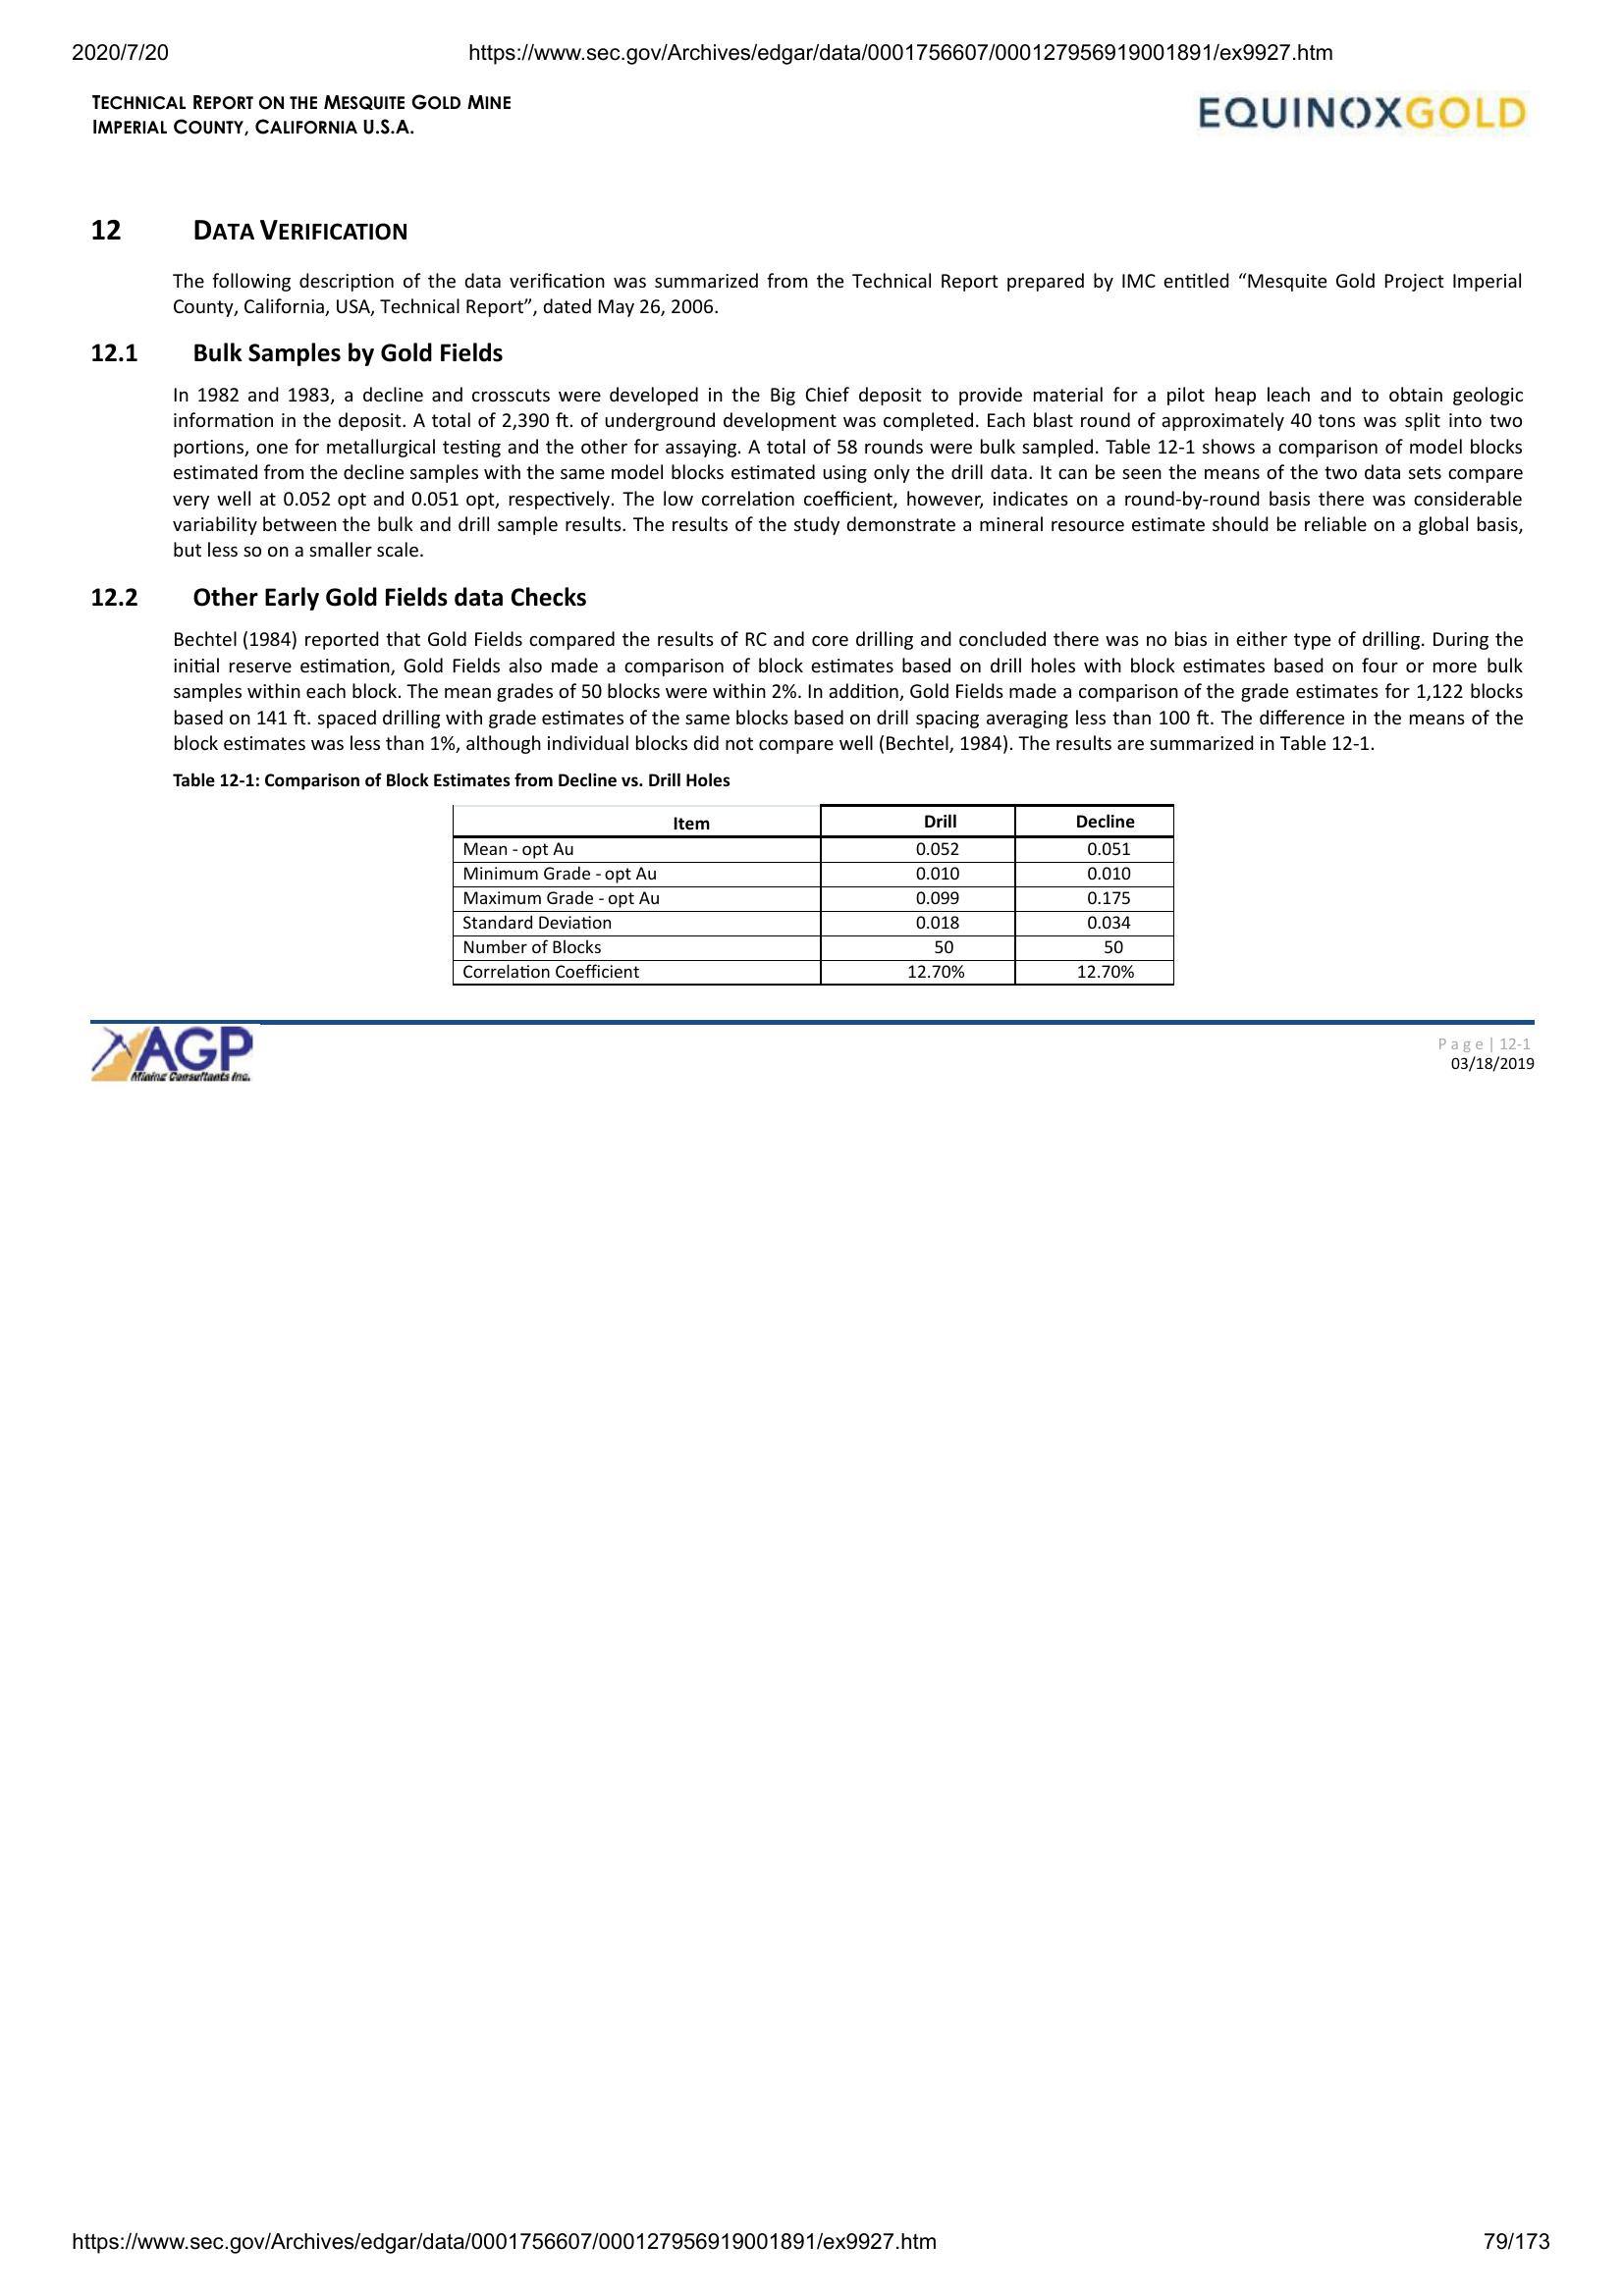 2020/7/20 https://www.sec.gov/Archives/edgar/data/0001756607/000127956919001891/ex9927.htm
TECHNICAL REPORT ON THE MESQUITE GOLD MINE
IMPERIAL COUNTY, CALIFORNIA U.S.A.
EQUINOXGOLD
12 DATA VERIFICATION
The following description of the data verification was summarized from the Technical Report prepared by IMC entitled “Mesquite Gold Project Imperial
County, California, USA, Technical Report”, dated May 26, 2006.
12.1 Bulk Samples by Gold Fields
In 1982 and 1983, a decline and crosscuts were developed in the Big Chief deposit to provide material for a pilot heap leach and to obtain geologic
information in the deposit. A total of 2,390 ft. of underground development was completed. Each blast round of approximately 40 tons was split into two
portions, one for metallurgical testing and the other for assaying. A total of 58 rounds were bulk sampled. Table 12-1 shows a comparison of model blocks
estimated from the decline samples with the same model blocks estimated using only the drill data. It can be seen the means of the two data sets compare
very well at 0.052 opt and 0.051 opt, respectively. The low correlation coefficient, however, indicates on a round-by-round basis there was considerable
variability between the bulk and drill sample results. The results of the study demonstrate a mineral resource estimate should be reliable on a global basis,
but less so on a smaller scale.
12.2 Other Early Gold Fields data Checks
Bechtel (1984) reported that Gold Fields compared the results of RC and core drilling and concluded there was no bias in either type of drilling. During the
initial reserve estimation, Gold Fields also made a comparison of block estimates based on drill holes with block estimates based on four or more bulk
samples within each block. The mean grades of 50 blocks were within 2%. In addition, Gold Fields made a comparison of the grade estimates for 1,122 blocks
based on 141 ft. spaced drilling with grade estimates of the same blocks based on drill spacing averaging less than 100 ft. The difference in the means of the
block estimates was less than 1%, although individual blocks did not compare well (Bechtel, 1984). The results are summarized in Table 12-1.
Table 12-1: Comparison of Block Estimates from Decline vs. Drill Holes
Item Drill Decline
Mean - opt Au 0.052 0.051
Minimum Grade - opt Au 0.010 0.010
Maximum Grade - opt Au 0.099 0.175
Standard Deviation 0.018 0.034
Number of Blocks 50 50
Correlation Coefficient 12.70% 12.70%
AGP
Mining Consultants Inc.
Page | 12-1
03/18/2019
https://www.sec.gov/Archives/edgar/data/0001756607/000127956919001891/ex9927.htm 79/173